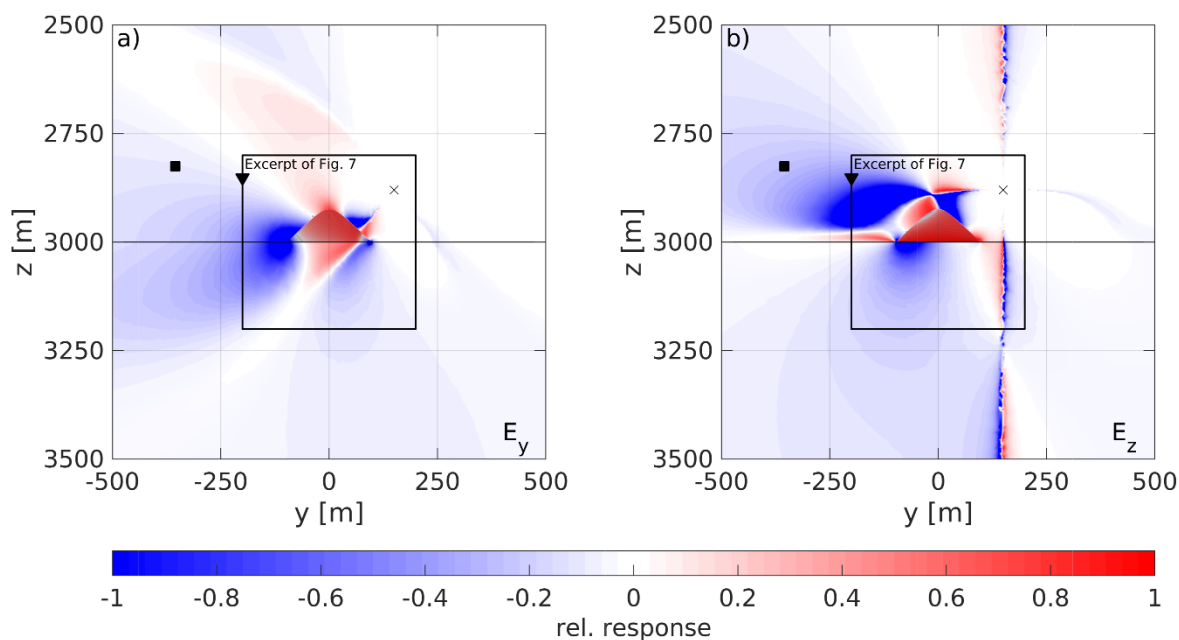 2500
a)
2750
Excerpt of Fig. 7
3000
3250
3500
E_y
z [m]
-500 -250 0 250 500
y [m]
2500
b)
2750
Excerpt of Fig. 7
3000
3250
3500
E_z
z [m]
-500 -250 0 250 500
y [m]
-1 -0.8 -0.6 -0.4 -0.2 0 0.2 0.4 0.6 0.8 1
rel. response